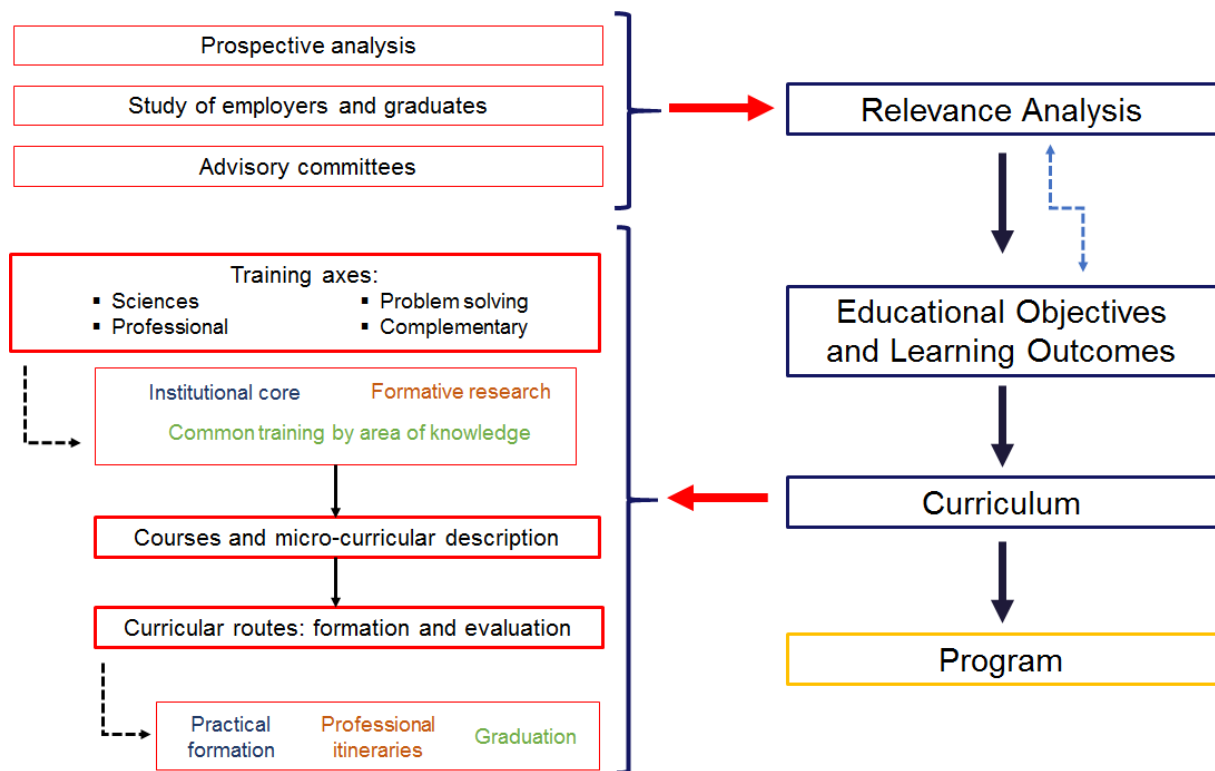 Prospective analysis
Study of employers and graduates
Advisory committees
Relevance Analysis
Training axes:
▪ Sciences
▪ Problem solving
▪ Professional
▪ Complementary
Educational Objectives
and Learning Outcomes
Institutional core
Formative research
Common training by area of knowledge
Curriculum
Courses and micro-curricular description
Curricular routes: formation and evaluation
Program
Practical
formation
Professional
itineraries
Graduation